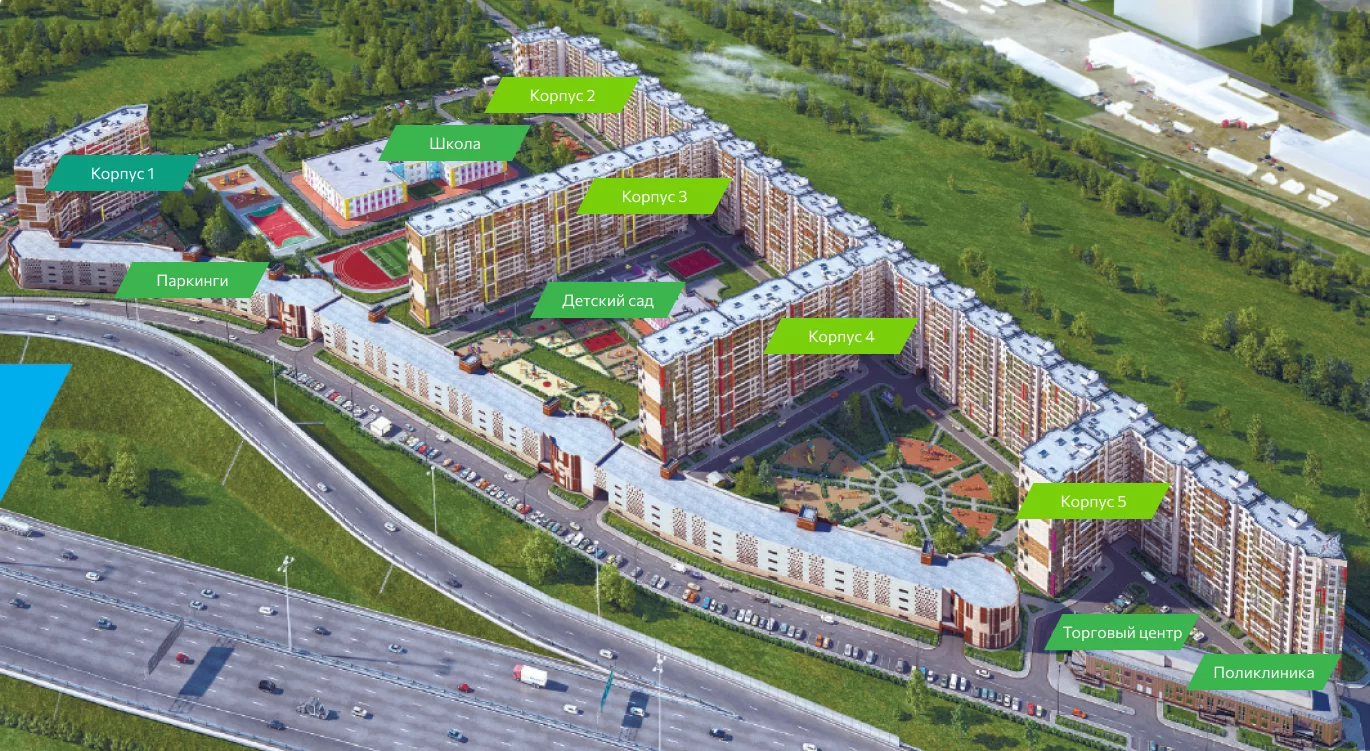 Корпус 2
Школа
Корпус 1
Корпус 3
Паркинги
Детский сад
Корпус 4
Корпус 5
Торговый центр
Поликлиника